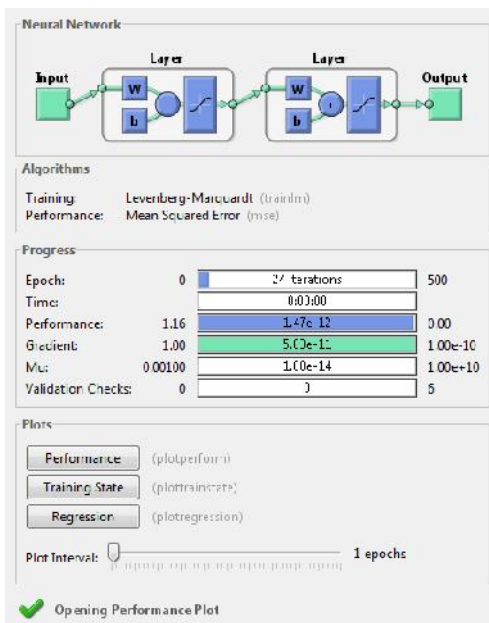 Neural Network
Layer Layer
Input Output
W W
b b
Algorithms
Training: Levenberg-Marquardt (trainlm)
Performance: Mean Squared Error (mse)
Progress
Epoch: 0 iterations 500
Time: 0:00:00
Performance: 1.16 1.47e-12 0.00
Gradient: 1.00 1.00e-10
Mu: 0.00100 1.00e-14 1.00e+10
Validation Checks: 0 6
Plots
Performance (plotperform)
Training State (plottrainstate)
Regression (plotregression)
Plot Interval: 1 epochs
Opening Performance Plot